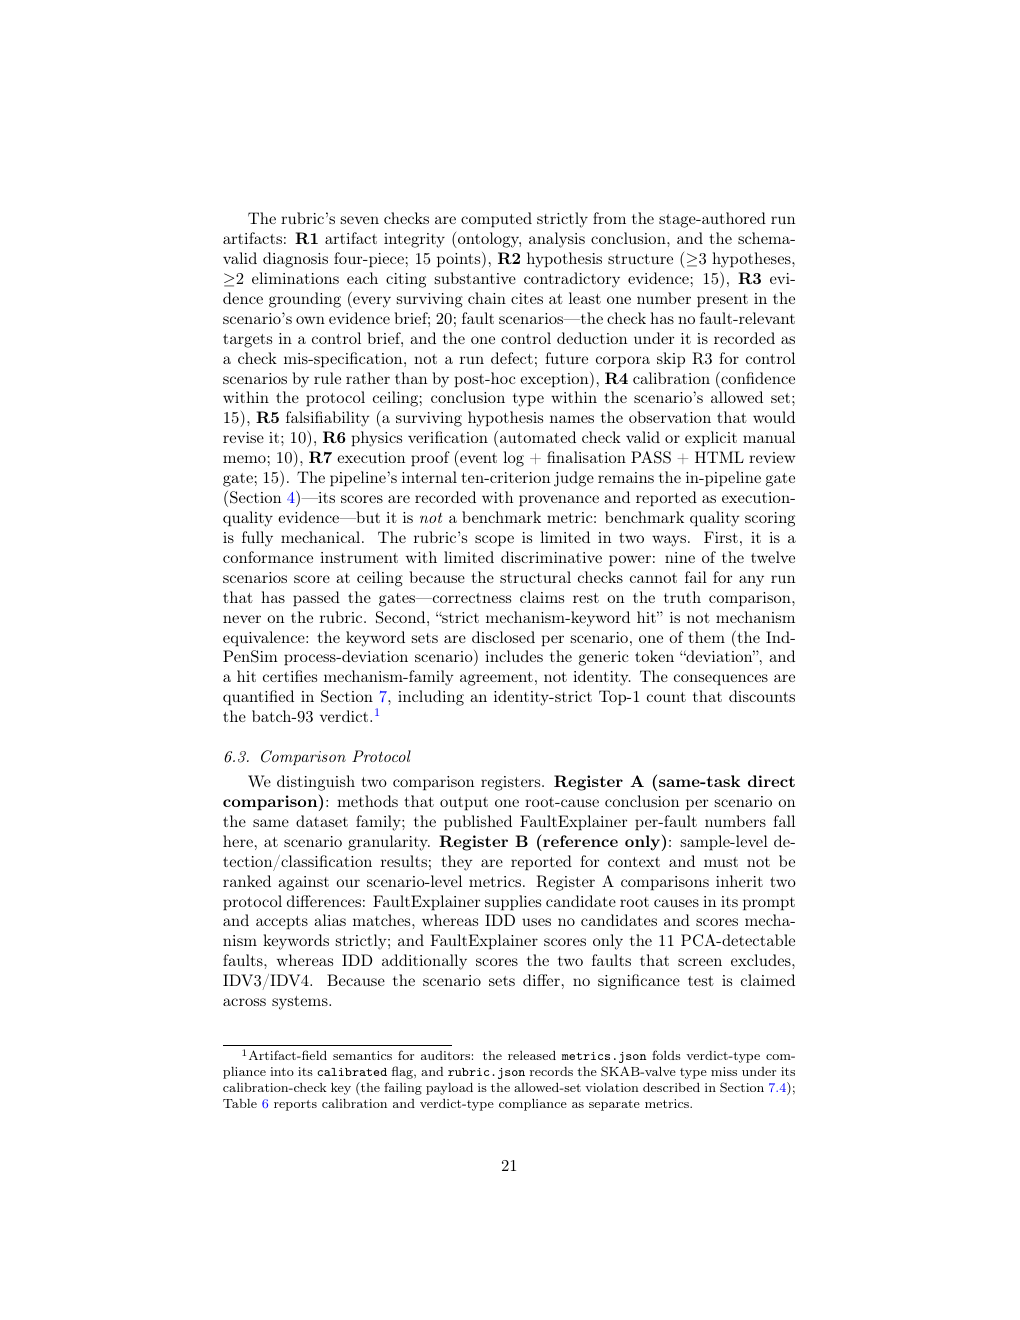 The rubric's seven checks are computed strictly from the stage-authored run
artifacts: R1 artifact integrity (ontology, analysis conclusion, and the schema-
valid diagnosis four-piece; 15 points), R2 hypothesis structure (≥3 hypotheses,
≥2 eliminations each citing substantive contradictory evidence; 15), R3 evi-
dence grounding (every surviving chain cites at least one number present in the
scenario's own evidence brief; 20; fault scenarios—the check has no fault-relevant
targets in a control brief, and the one control deduction under it is recorded as
a check mis-specification, not a run defect; future corpora skip R3 for control
scenarios by rule rather than by post-hoc exception), R4 calibration (confidence
within the protocol ceiling; conclusion type within the scenario's allowed set;
15), R5 falsifiability (a surviving hypothesis names the observation that would
revise it; 10), R6 physics verification (automated check valid or explicit manual
memo; 10), R7 execution proof (event log + finalisation PASS + HTML review
gate; 15). The pipeline's internal ten-criterion judge remains the in-pipeline gate
(Section 4)—its scores are recorded with provenance and reported as execution-
quality evidence—but it is not a benchmark metric: benchmark quality scoring
is fully mechanical. The rubric's scope is limited in two ways. First, it is a
conformance instrument with limited discriminative power: nine of the twelve
scenarios score at ceiling because the structural checks cannot fail for any run
that has passed the gates—correctness claims rest on the truth comparison,
never on the rubric. Second, “strict mechanism-keyword hit” is not mechanism
equivalence: the keyword sets are disclosed per scenario, one of them (the Ind-
PenSim process-deviation scenario) includes the generic token “deviation”, and
a hit certifies mechanism-family agreement, not identity. The consequences are
quantified in Section 7, including an identity-strict Top-1 count that discounts
the batch-93 verdict.1
6.3. Comparison Protocol
We distinguish two comparison registers. Register A (same-task direct
comparison): methods that output one root-cause conclusion per scenario on
the same dataset family; the published FaultExplainer per-fault numbers fall
here, at scenario granularity. Register B (reference only): sample-level de-
tection/classification results; they are reported for context and must not be
ranked against our scenario-level metrics. Register A comparisons inherit two
protocol differences: FaultExplainer supplies candidate root causes in its prompt
and accepts alias matches, whereas IDD uses no candidates and scores mecha-
nism keywords strictly; and FaultExplainer scores only the 11 PCA-detectable
faults, whereas IDD additionally scores the two faults that screen excludes,
IDV3/IDV4. Because the scenario sets differ, no significance test is claimed
across systems.
1Artifact-field semantics for auditors: the released metrics.json folds verdict-type com-
pliance into its calibrated flag, and rubric.json records the SKAB-valve type miss under its
calibration-check key (the failing payload is the allowed-set violation described in Section 7.4);
Table 6 reports calibration and verdict-type compliance as separate metrics.
21